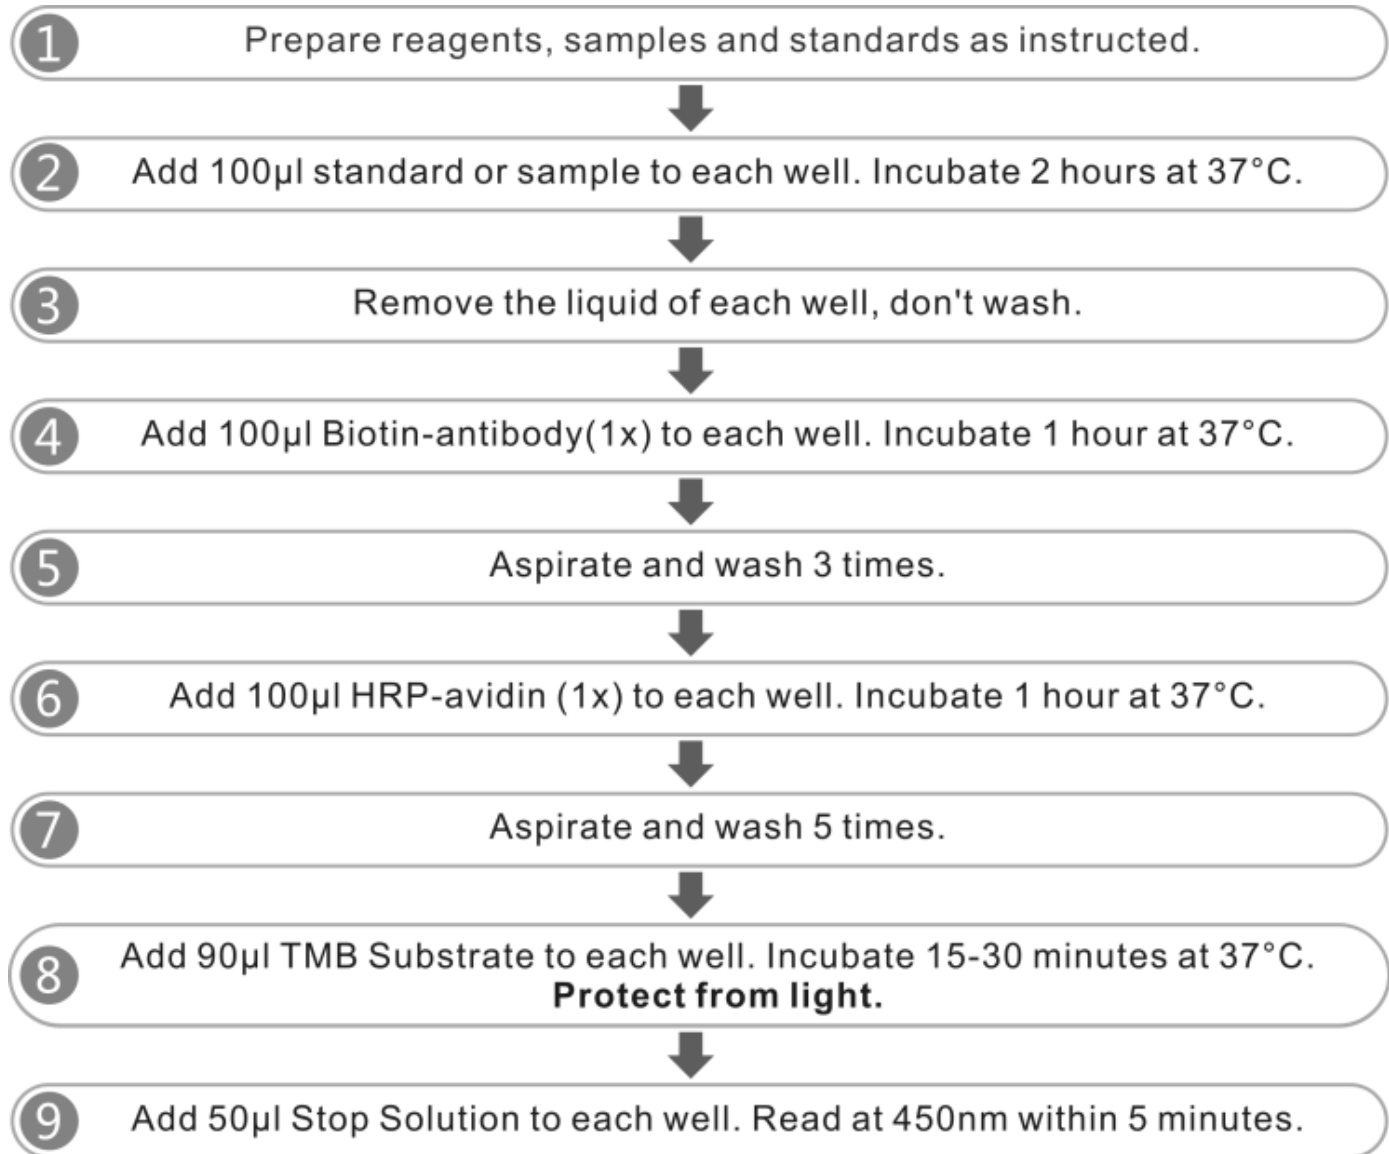 1 Prepare reagents, samples and standards as instructed.
2 Add 100µl standard or sample to each well. Incubate 2 hours at 37°C.
3 Remove the liquid of each well, don't wash.
4 Add 100µl Biotin-antibody(1x) to each well. Incubate 1 hour at 37°C.
5 Aspirate and wash 3 times.
6 Add 100µl HRP-avidin (1x) to each well. Incubate 1 hour at 37°C.
7 Aspirate and wash 5 times.
8 Add 90µl TMB Substrate to each well. Incubate 15-30 minutes at 37°C.
Protect from light.
9 Add 50µl Stop Solution to each well. Read at 450nm within 5 minutes.